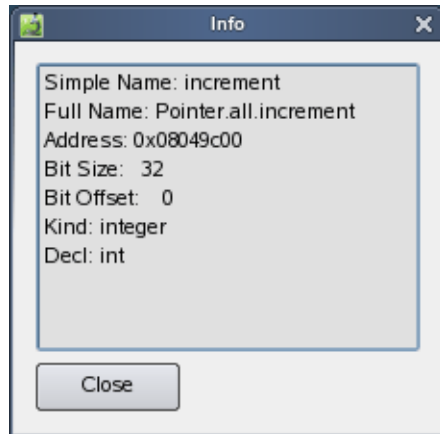 Info
Simple Name: increment
Full Name: Pointer.all.increment
Address: 0x08049c00
Bit Size:   32
Bit Offset:    0
Kind: integer
Decl: int
Close